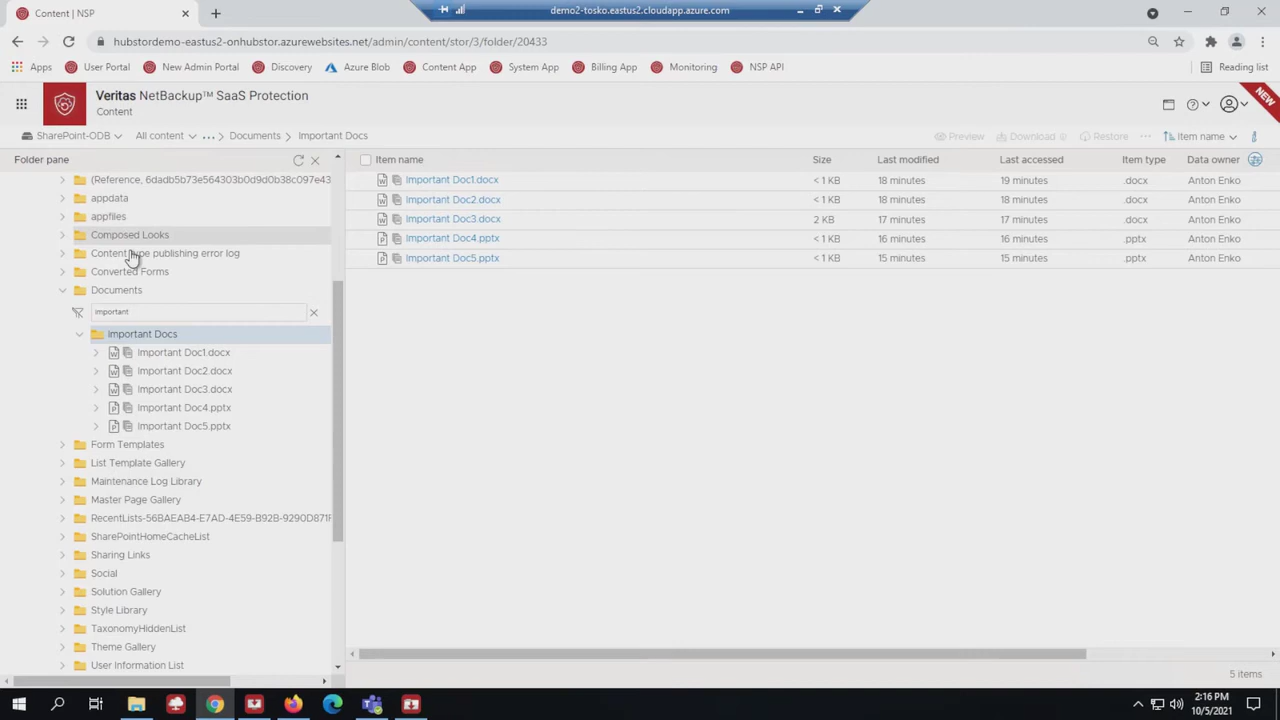 Content | NSP
demo2-tosko.eastus2.cloudapp.azure.com
hubstordemo-eastus2-onhubstor.azurewebsites.net/admin/content/stor/3/folder/20433
Apps
User Portal
New Admin Portal
Discovery
Azure Blob
Content App
System App
Billing App
Monitoring
NSP API
Reading list
Veritas NetBackup™ SaaS Protection
Content
NEW
SharePoint-ODB
All content
...
Documents
Important Docs
Preview
Download
Restore
...
Item name
Folder pane
Item name
Size
Last modified
Last accessed
Item type
Data owner
(Reference, 6dadb5b73e564303b0d9d0b38c097e43
appdata
appfiles
Composed Looks
Content type publishing error log
Converted Forms
Documents
important
Important Docs
Important Doc1.docx
Important Doc2.docx
Important Doc3.docx
Important Doc4.pptx
Important Doc5.pptx
Form Templates
List Template Gallery
Maintenance Log Library
Master Page Gallery
RecentLists-56BAEAB4-E7AD-4E59-B92B-9290D871F
SharePointHomeCacheList
Sharing Links
Social
Solution Gallery
Style Library
TaxonomyHiddenList
Theme Gallery
User Information List
Important Doc1.docx < 1 KB 18 minutes 19 minutes .docx Anton Enko
Important Doc2.docx < 1 KB 18 minutes 18 minutes .docx Anton Enko
Important Doc3.docx 2 KB 17 minutes 17 minutes .docx Anton Enko
Important Doc4.pptx < 1 KB 16 minutes 16 minutes .pptx Anton Enko
Important Doc5.pptx < 1 KB 15 minutes 15 minutes .pptx Anton Enko
5 items
2:16 PM
10/5/2021